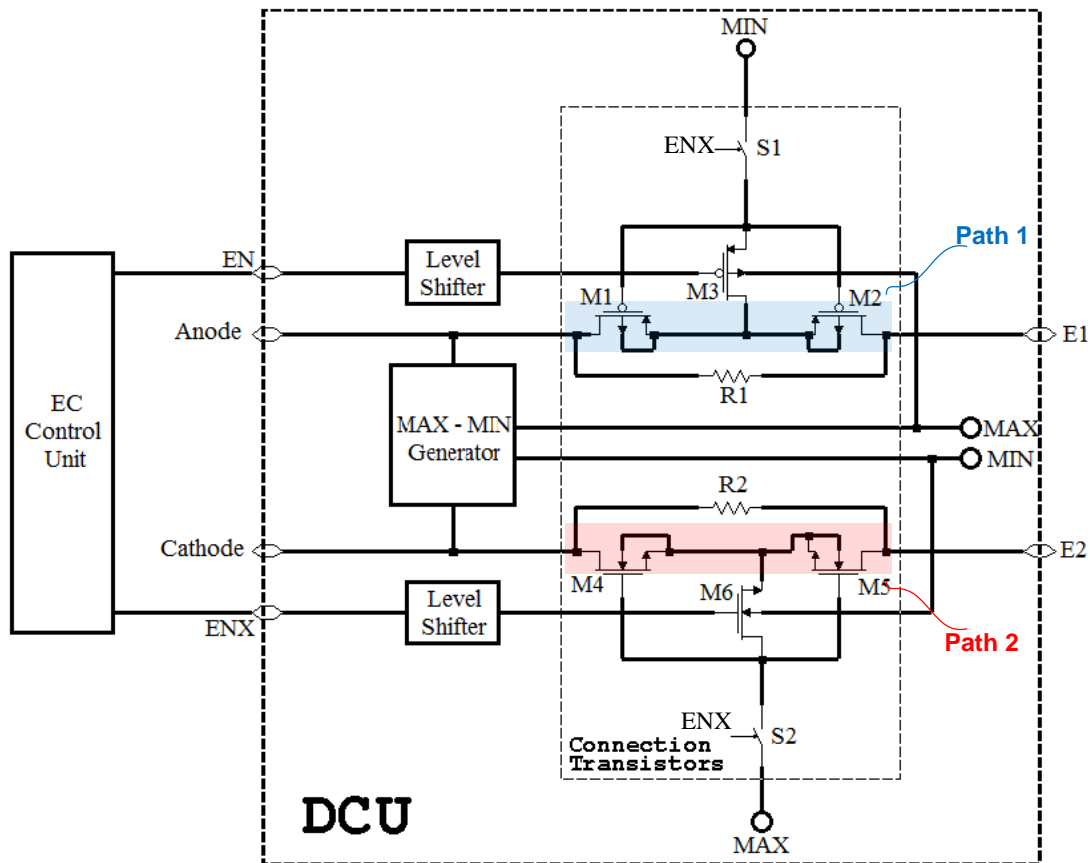 MIN
ENX
S1
Path 1
EN
Level
Shifter
M3
M1
M2
Anode
E1
R1
EC
Control
Unit
MAX - MIN
Generator
MAX
MIN
R2
Cathode
E2
M4
M6
M5
Level
Shifter
ENX
Path 2
ENX
S2
Connection
Transistors
DCU
MAX